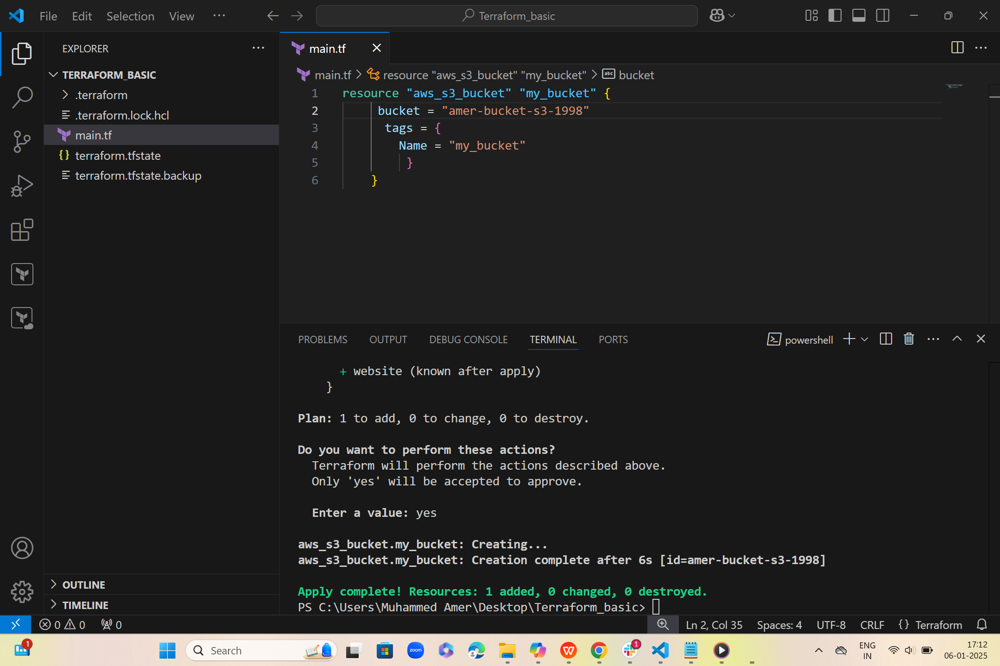 File Edit Selection View ··· Terraform_basic
EXPLORER ···
TERRAFORM_BASIC
.terraform
.terraform.lock.hcl
main.tf
terraform.tfstate
terraform.tfstate.backup
OUTLINE
TIMELINE
main.tf
main.tf > resource "aws_s3_bucket" "my_bucket" > abc bucket
1 resource "aws_s3_bucket" "my_bucket" {
2 bucket = "amer-bucket-s3-1998"
3 tags = {
4 Name = "my_bucket"
5 }
6 }
PROBLEMS OUTPUT DEBUG CONSOLE TERMINAL PORTS powershell
+ website (known after apply)
}
Plan: 1 to add, 0 to change, 0 to destroy.
Do you want to perform these actions?
Terraform will perform the actions described above.
Only 'yes' will be accepted to approve.
Enter a value: yes
aws_s3_bucket.my_bucket: Creating...
aws_s3_bucket.my_bucket: Creation complete after 6s [id=amer-bucket-s3-1998]
Apply complete! Resources: 1 added, 0 changed, 0 destroyed.
PS C:\Users\Muhammed Amer\Desktop\Terraform_basic>
0 0 0 Ln 2, Col 35 Spaces: 4 UTF-8 CRLF {} Terraform
1 Search zoom W 1 ENG 17:12
IN 06-01-2025